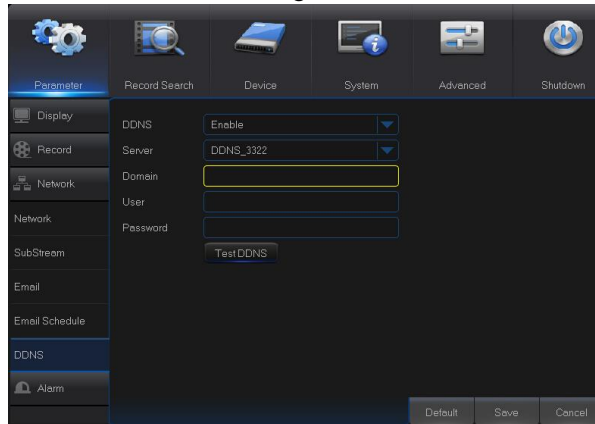 Parameter
Record Search
Device
System
Advanced
Shutdown
Display
Record
Network
Network
SubStream
Email
Email Schedule
DDNS
Alarm
DDNS Enable
Server DDNS_3322
Domain
User
Password
Test DDNS
Default
Save
Cancel